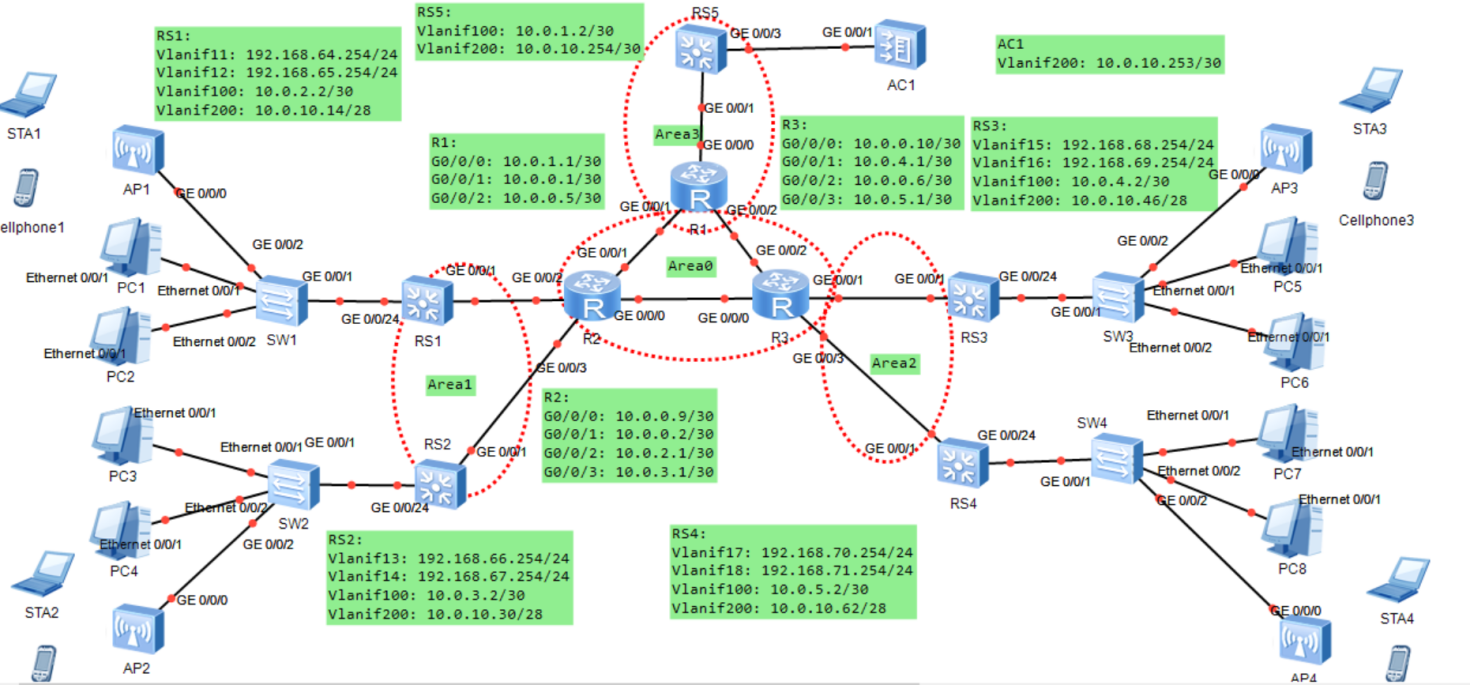 RS1:
Vlanif11: 192.168.64.254/24
Vlanif12: 192.168.65.254/24
Vlanif100: 10.0.2.2/30
Vlanif200: 10.0.10.14/28
RS5:
Vlanif100: 10.0.1.2/30
Vlanif200: 10.0.10.254/30
RS5
GE 0/0/3
GE 0/0/1
AC1
AC1
Vlanif200: 10.0.10.253/30
GE 0/0/1
Area3
GE 0/0/0
R1:
G0/0/0: 10.0.1.1/30
G0/0/1: 10.0.0.1/30
G0/0/2: 10.0.0.5/30
R3:
G0/0/0: 10.0.0.10/30
G0/0/1: 10.0.4.1/30
G0/0/2: 10.0.0.6/30
G0/0/3: 10.0.5.1/30
RS3:
Vlanif15: 192.168.68.254/24
Vlanif16: 192.168.69.254/24
Vlanif100: 10.0.4.2/30
Vlanif200: 10.0.10.46/28
STA1
AP1
GE 0/0/0
ellphone1
GE 0/0/2
Ethernet 0/0/1
PC1
Ethernet 0/0/1
GE 0/0/1
Ethernet 0/0/1
PC2
Ethernet 0/0/2
SW1
GE 0/0/24
RS1
GE 0/0/1
GE 0/0/2
GE 0/0/1
GE 0/0/1
R1
GE 0/0/2
GE 0/0/2
Area0
R2
GE 0/0/0
GE 0/0/0
R3
GE 0/0/1
GE 0/0/1
GE 0/0/24
RS3
GE 0/0/3
GE 0/0/3
Area1
Area2
STA3
GE 0/0/0
AP3
Cellphone3
GE 0/0/2
Ethernet 0/0/1
PC5
Ethernet 0/0/1
GE 0/0/1
SW3
Ethernet 0/0/2
Ethernet 0/0/1
PC6
R2:
G0/0/0: 10.0.0.9/30
G0/0/1: 10.0.0.2/30
G0/0/2: 10.0.2.1/30
G0/0/3: 10.0.3.1/30
Ethernet 0/0/1
PC3
Ethernet 0/0/1
GE 0/0/1
RS2
GE 0/0/1
GE 0/0/24
Ethernet 0/0/2
SW2
Ethernet 0/0/1
PC4
GE 0/0/2
STA2
GE 0/0/0
AP2
RS2:
Vlanif13: 192.168.66.254/24
Vlanif14: 192.168.67.254/24
Vlanif100: 10.0.3.2/30
Vlanif200: 10.0.10.30/28
RS4:
Vlanif17: 192.168.70.254/24
Vlanif18: 192.168.71.254/24
Vlanif100: 10.0.5.2/30
Vlanif200: 10.0.10.62/28
GE 0/0/1
GE 0/0/24
RS4
SW4
GE 0/0/1
Ethernet 0/0/1
Ethernet 0/0/1
PC7
Ethernet 0/0/2
GE 0/0/2
Ethernet 0/0/1
PC8
GE 0/0/0
STA4
AP4